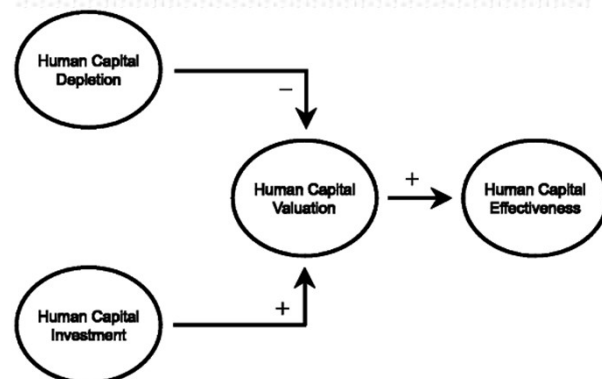 Human Capital
Depletion
−
Human Capital
Valuation
+
Human Capital
Effectiveness
Human Capital
Investment
+